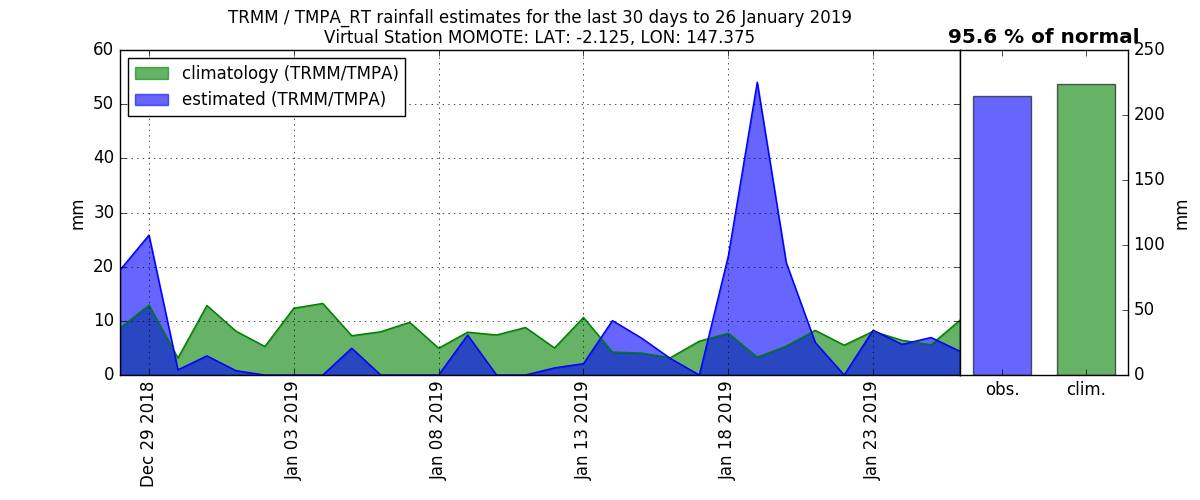 TRMM / TMPA_RT rainfall estimates for the last 30 days to 26 January 2019
Virtual Station MOMOTE: LAT: -2.125, LON: 147.375
95.6 % of normal
climatology (TRMM/TMPA)
estimated (TRMM/TMPA)
mm
60
50
40
30
20
10
0
Dec 29 2018
Jan 03 2019
Jan 08 2019
Jan 13 2019
Jan 18 2019
Jan 23 2019
obs.
clim.
250
200
150
100
50
0
mm